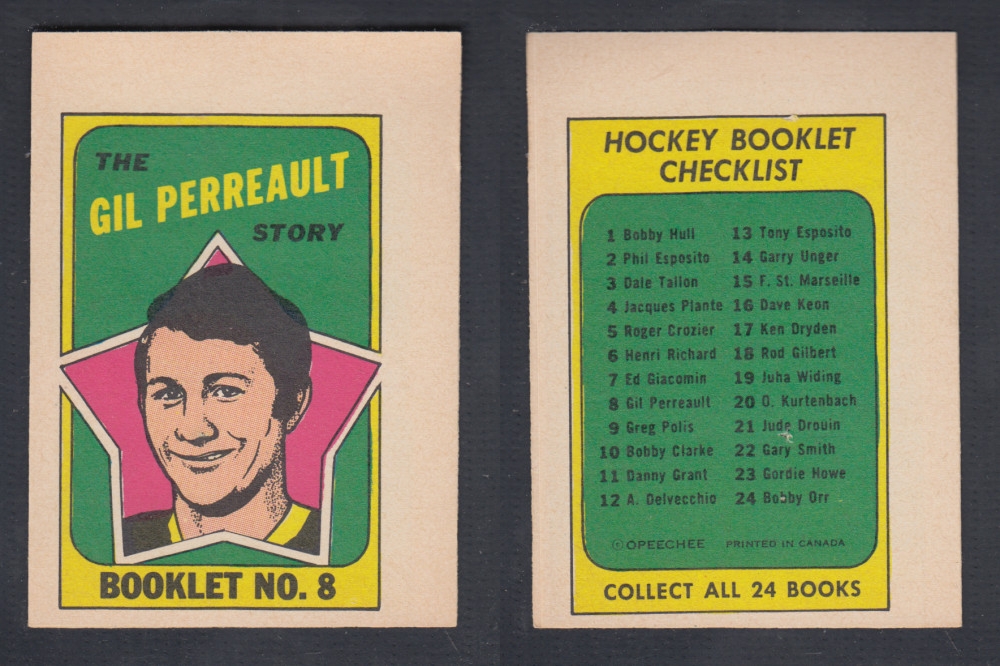 THE
GIL PERREAULT
STORY
BOOKLET NO. 8
HOCKEY BOOKLET
CHECKLIST
1 Bobby Hull
2 Phil Esposito
3 Dale Tallon
4 Jacques Plante
5 Roger Crozier
6 Henri Richard
7 Ed Giacomin
8 Gil Perreault
9 Greg Polis
10 Bobby Clarke
11 Danny Grant
12 A. Delvecchio
13 Tony Esposito
14 Garry Unger
15 F. St. Marseille
16 Dave Keon
17 Ken Dryden
18 Rod Gilbert
19 Juha Widing
20 O. Kurtenbach
21 Jude Drouin
22 Gary Smith
23 Gordie Howe
24 Bobby Orr
© OPEECHEE PRINTED IN CANADA
COLLECT ALL 24 BOOKS